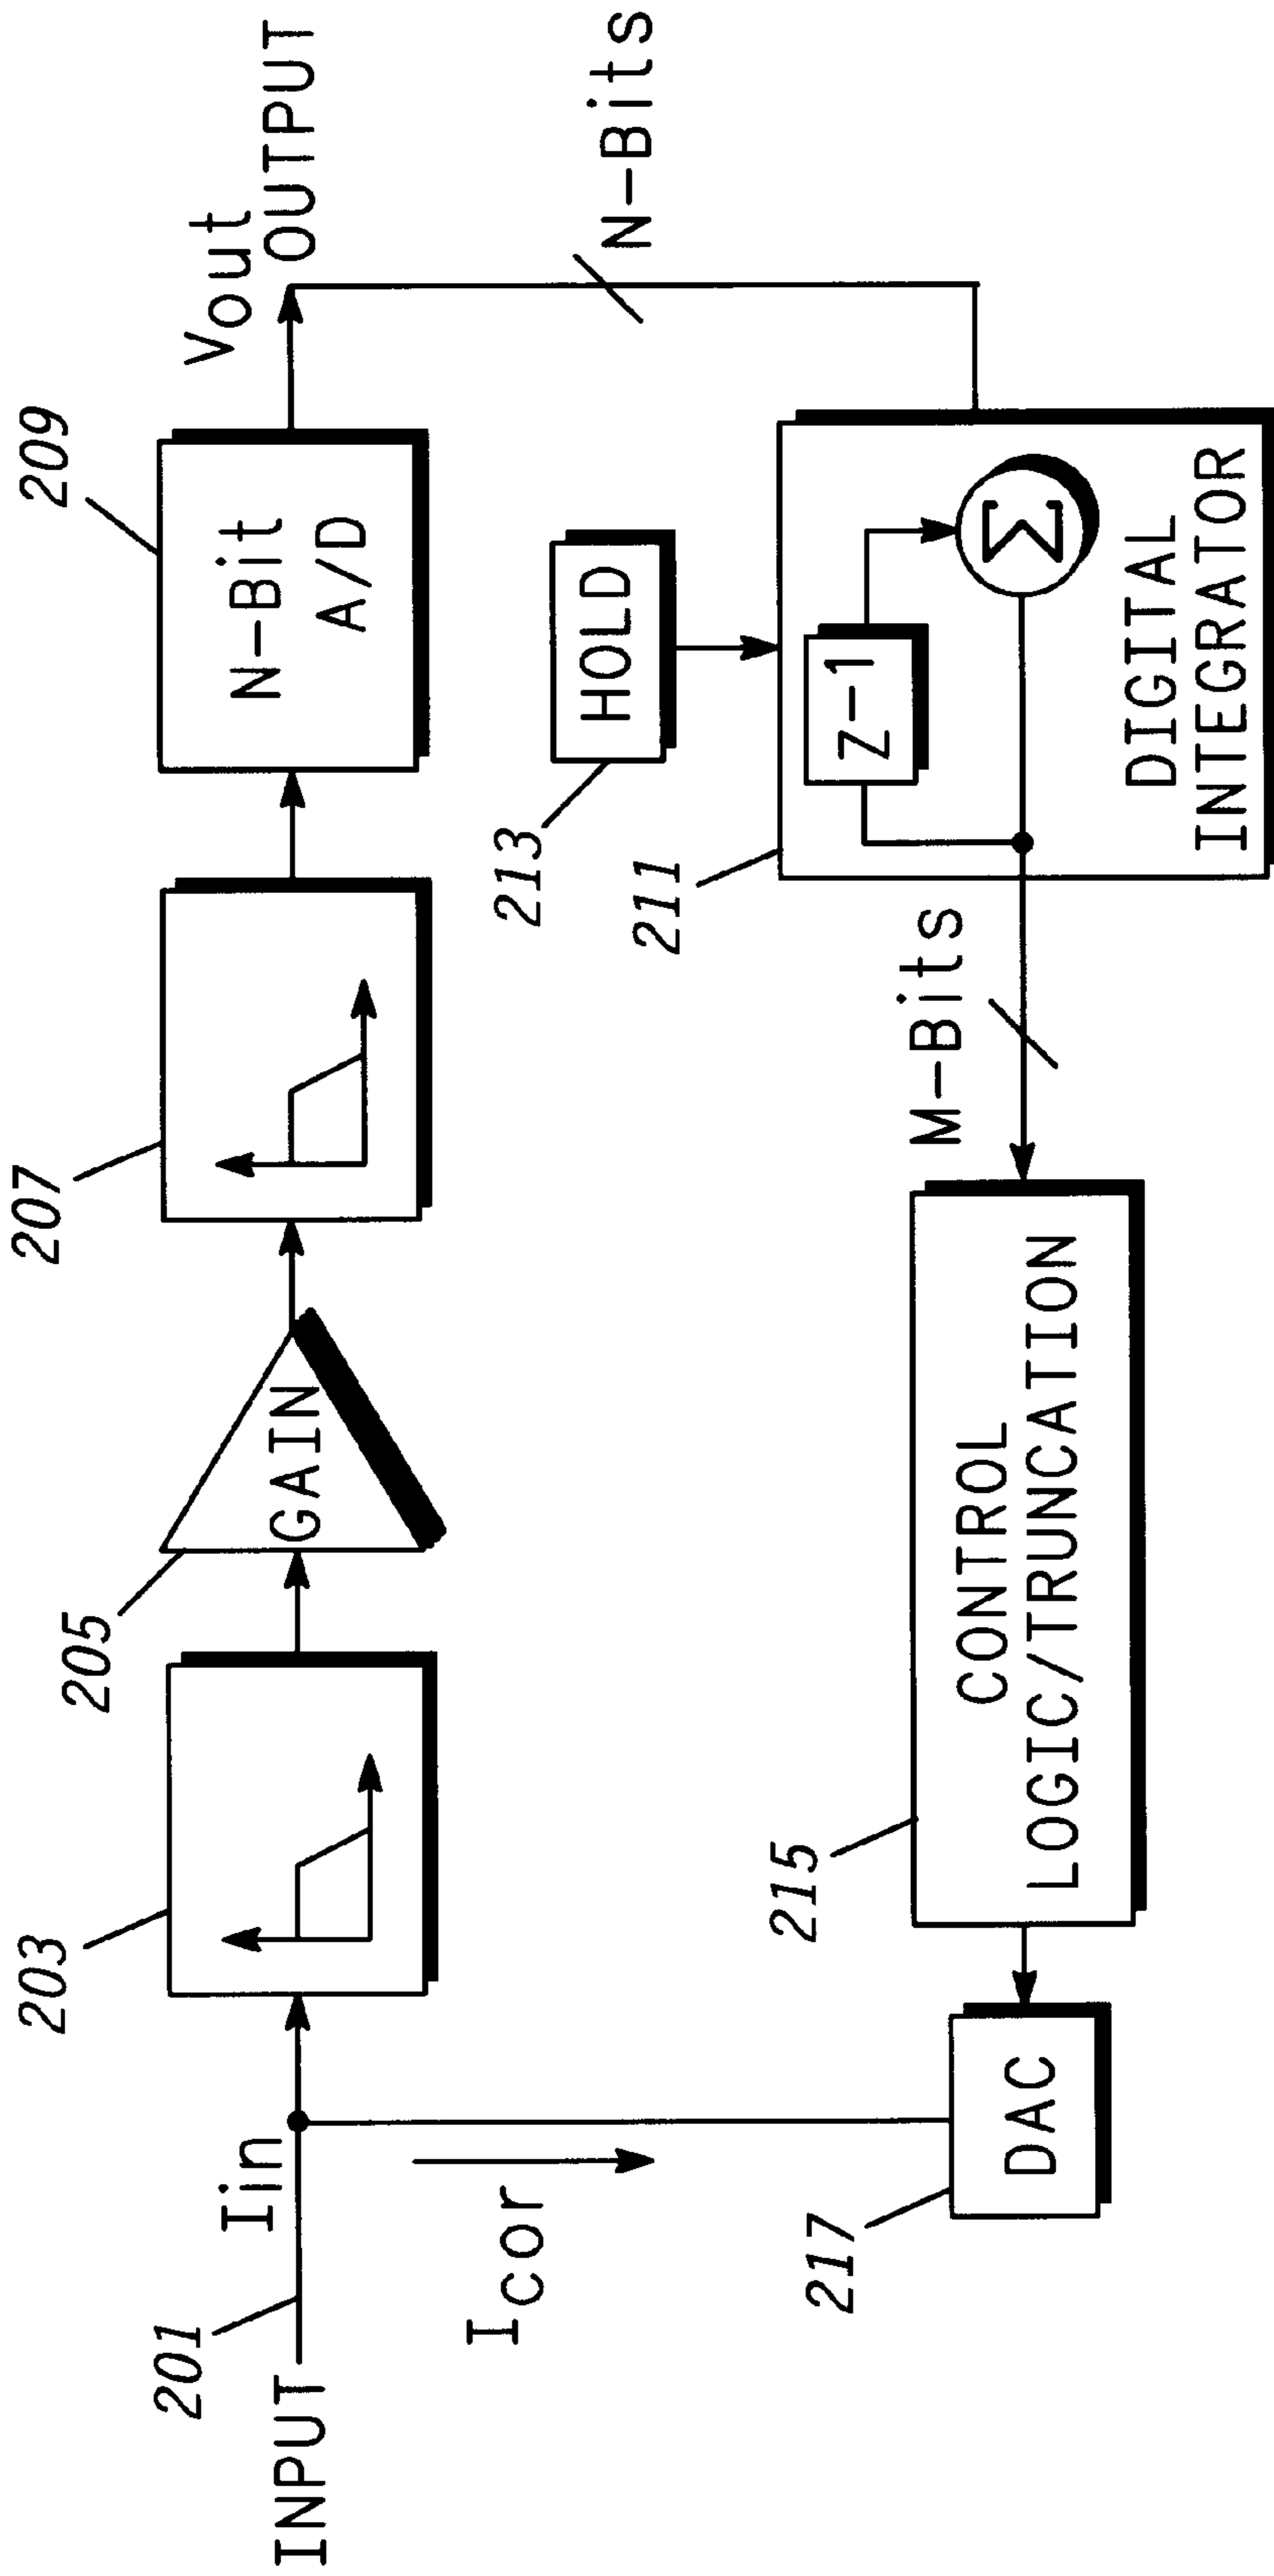 INPUT
201
Iin
203
205
GAIN
207
209
N-Bit
A/D
Vout
OUTPUT
N-Bits
Icor
213
HOLD
211
Z-1
Σ
DIGITAL
INTEGRATOR
M-Bits
215
CONTROL
LOGIC/TRUNCATION
217
DAC